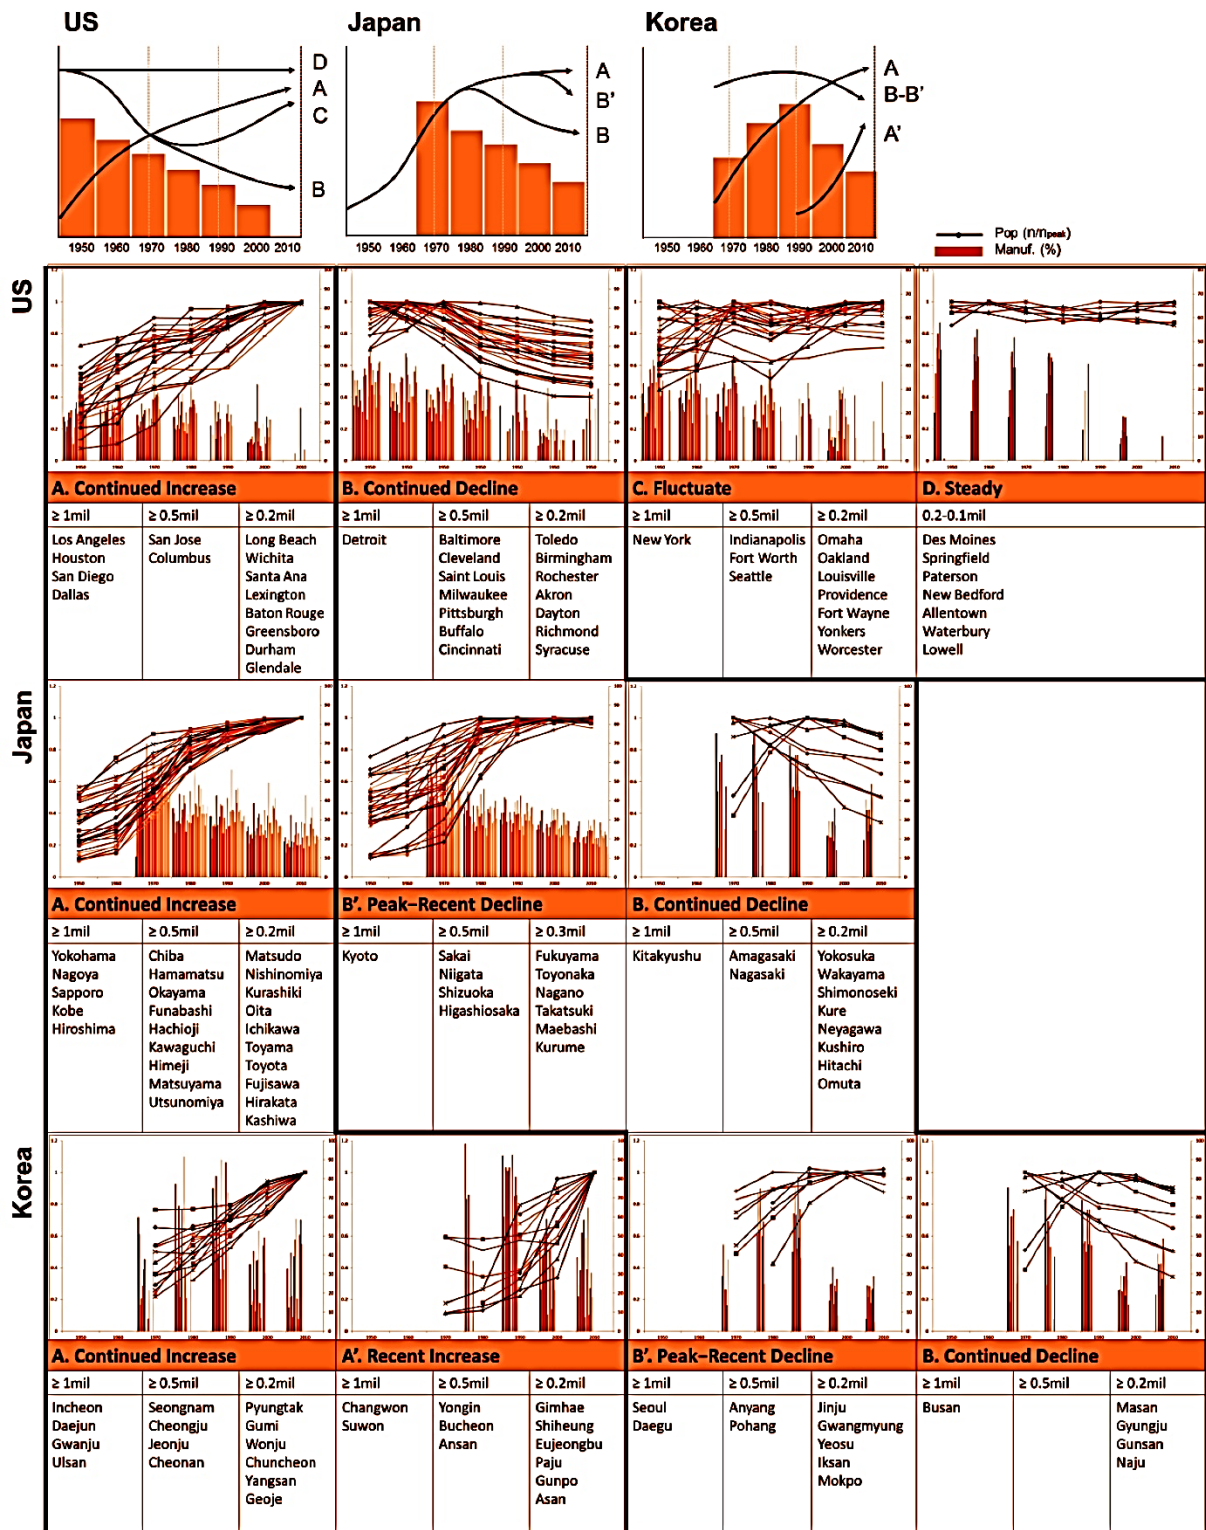 US
Japan
Korea
D
A
C
B
A
B'
B
A
B-B'
A'
1950 1960 1970 1980 1990 2000 2010
1950 1960 1970 1980 1990 2000 2010
1950 1960 1970 1980 1990 2000 2010
Pop (n/npeak)
Manuf. (%)
US
A. Continued Increase
B. Continued Decline
C. Fluctuate
D. Steady
≥ 1mil
≥ 0.5mil
≥ 0.2mil
≥ 1mil
≥ 0.5mil
≥ 0.2mil
≥ 1mil
≥ 0.5mil
≥ 0.2mil
0.2-0.1mil
Los Angeles
Houston
San Diego
Dallas
San Jose
Columbus
Long Beach
Wichita
Santa Ana
Lexington
Baton Rouge
Greensboro
Durham
Glendale
Detroit
Baltimore
Cleveland
Saint Louis
Milwaukee
Pittsburgh
Buffalo
Cincinnati
Toledo
Birmingham
Rochester
Akron
Dayton
Richmond
Syracuse
New York
Indianapolis
Fort Worth
Seattle
Omaha
Oakland
Louisville
Providence
Fort Wayne
Yonkers
Worcester
Des Moines
Springfield
Paterson
New Bedford
Allentown
Waterbury
Lowell
Japan
A. Continued Increase
B'. Peak–Recent Decline
B. Continued Decline
≥ 1mil
≥ 0.5mil
≥ 0.2mil
≥ 1mil
≥ 0.5mil
≥ 0.3mil
≥ 1mil
≥ 0.5mil
≥ 0.2mil
Yokohama
Nagoya
Sapporo
Kobe
Hiroshima
Chiba
Hamamatsu
Okayama
Funabashi
Hachioji
Kawaguchi
Himeji
Matsuyama
Utsunomiya
Matsudo
Nishinomiya
Kurashiki
Oita
Ichikawa
Toyama
Toyota
Fujisawa
Hirakata
Kashiwa
Kyoto
Sakai
Niigata
Shizuoka
Higashiosaka
Fukuyama
Toyonaka
Nagano
Takatsuki
Maebashi
Kurume
Kitakyushu
Amagasaki
Nagasaki
Yokosuka
Wakayama
Shimonoseki
Kure
Neyagawa
Kushiro
Hitachi
Omuta
Korea
A. Continued Increase
A'. Recent Increase
B'. Peak–Recent Decline
B. Continued Decline
≥ 1mil
≥ 0.5mil
≥ 0.2mil
≥ 1mil
≥ 0.5mil
≥ 0.2mil
≥ 1mil
≥ 0.5mil
≥ 0.2mil
≥ 1mil
≥ 0.5mil
≥ 0.2mil
Incheon
Daejun
Gwanju
Ulsan
Seongnam
Cheongju
Jeonju
Cheonan
Pyungtak
Gumi
Wonju
Chuncheon
Yangsan
Geoje
Changwon
Suwon
Yongin
Bucheon
Ansan
Gimhae
Shiheung
Eujeongbu
Paju
Gunpo
Asan
Seoul
Daegu
Anyang
Pohang
Jinju
Gwangmyung
Yeosu
Iksan
Mokpo
Busan
Masan
Gyungju
Gunsan
Naju